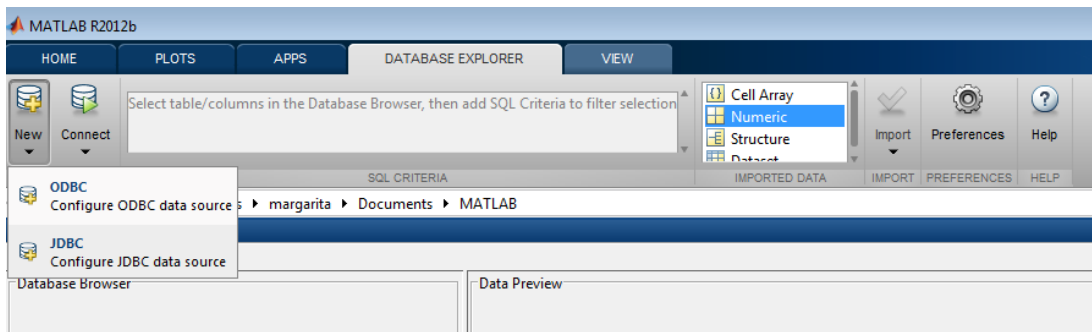 MATLAB R2012b
HOME PLOTS APPS DATABASE EXPLORER VIEW
New Connect
Select table/columns in the Database Browser, then add SQL Criteria to filter selection
Cell Array
Numeric
Structure
Dataset
Import Preferences Help
SQL CRITERIA IMPORTED DATA IMPORT PREFERENCES HELP
ODBC
Configure ODBC data source
s ▸ margarita ▸ Documents ▸ MATLAB
JDBC
Configure JDBC data source
Database Browser Data Preview